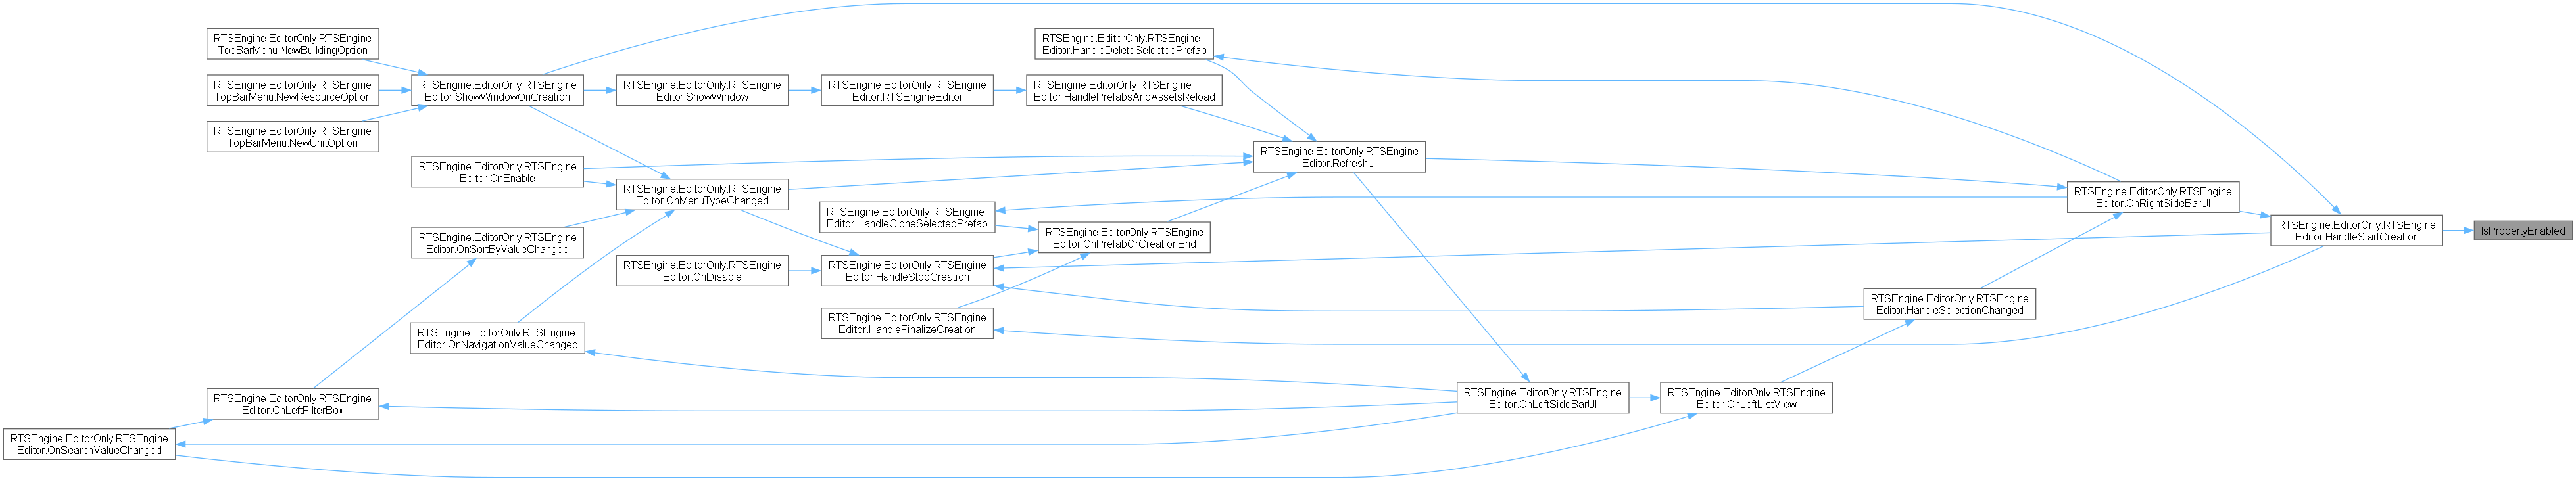 RTSEngine.EditorOnly.RTSEngine
TopBarMenu.NewBuildingOption
RTSEngine.EditorOnly.RTSEngine
TopBarMenu.NewResourceOption
RTSEngine.EditorOnly.RTSEngine
TopBarMenu.NewUnitOption
RTSEngine.EditorOnly.RTSEngine
Editor.OnLeftFilterBox
RTSEngine.EditorOnly.RTSEngine
Editor.OnSearchValueChanged
RTSEngine.EditorOnly.RTSEngine
Editor.ShowWindowOnCreation
RTSEngine.EditorOnly.RTSEngine
Editor.OnEnable
RTSEngine.EditorOnly.RTSEngine
Editor.OnSortByValueChanged
RTSEngine.EditorOnly.RTSEngine
Editor.OnNavigationValueChanged
RTSEngine.EditorOnly.RTSEngine
Editor.ShowWindow
RTSEngine.EditorOnly.RTSEngine
Editor.OnMenuTypeChanged
RTSEngine.EditorOnly.RTSEngine
Editor.OnDisable
RTSEngine.EditorOnly.RTSEngine
Editor.RTSEngineEditor
RTSEngine.EditorOnly.RTSEngine
Editor.HandleCloneSelectedPrefab
RTSEngine.EditorOnly.RTSEngine
Editor.HandleStopCreation
RTSEngine.EditorOnly.RTSEngine
Editor.HandleFinalizeCreation
RTSEngine.EditorOnly.RTSEngine
Editor.HandleDeleteSelectedPrefab
RTSEngine.EditorOnly.RTSEngine
Editor.HandlePrefabsAndAssetsReload
RTSEngine.EditorOnly.RTSEngine
Editor.OnPrefabOrCreationEnd
RTSEngine.EditorOnly.RTSEngine
Editor.RefreshUI
RTSEngine.EditorOnly.RTSEngine
Editor.OnLeftSideBarUI
RTSEngine.EditorOnly.RTSEngine
Editor.OnLeftListView
RTSEngine.EditorOnly.RTSEngine
Editor.HandleSelectionChanged
RTSEngine.EditorOnly.RTSEngine
Editor.OnRightSideBarUI
RTSEngine.EditorOnly.RTSEngine
Editor.HandleStartCreation
IsPropertyEnabled